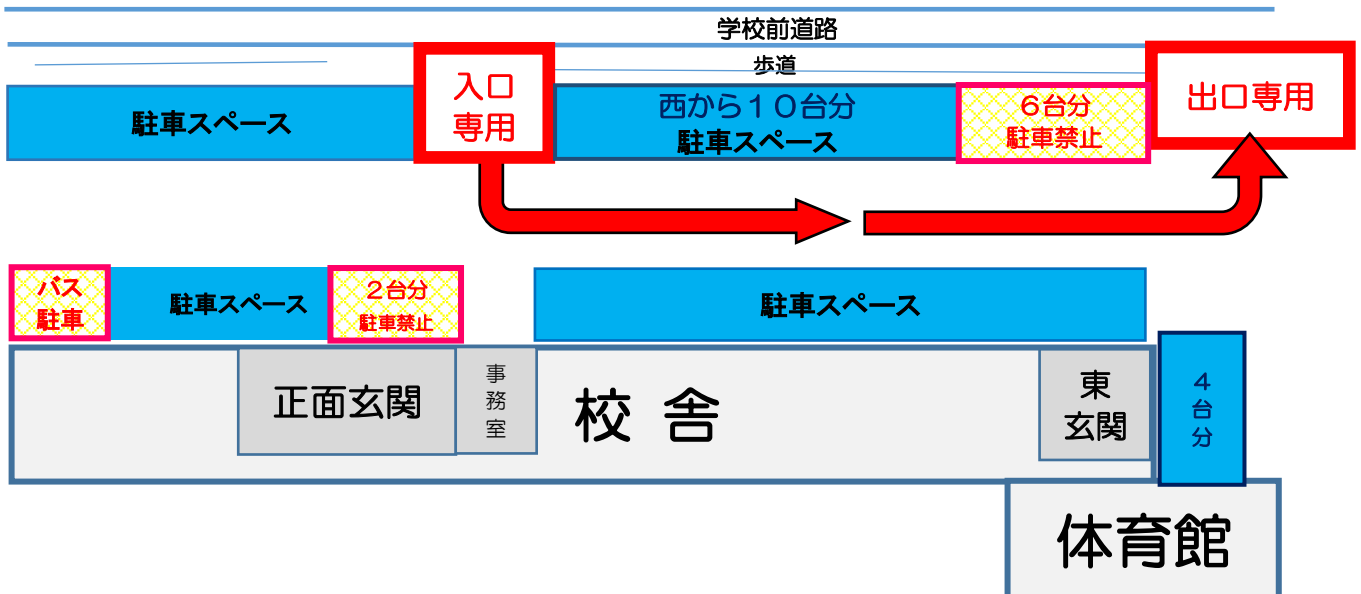 学校前道路
歩道
入口
専用
出口専用
駐車スペース
西から１０台分
駐車スペース
６台分
駐車禁止
バス
駐車
駐車スペース
２台分
駐車禁止
駐車スペース
正面玄関
事
務
室
校 舎
東
玄関
４
台
分
体育館